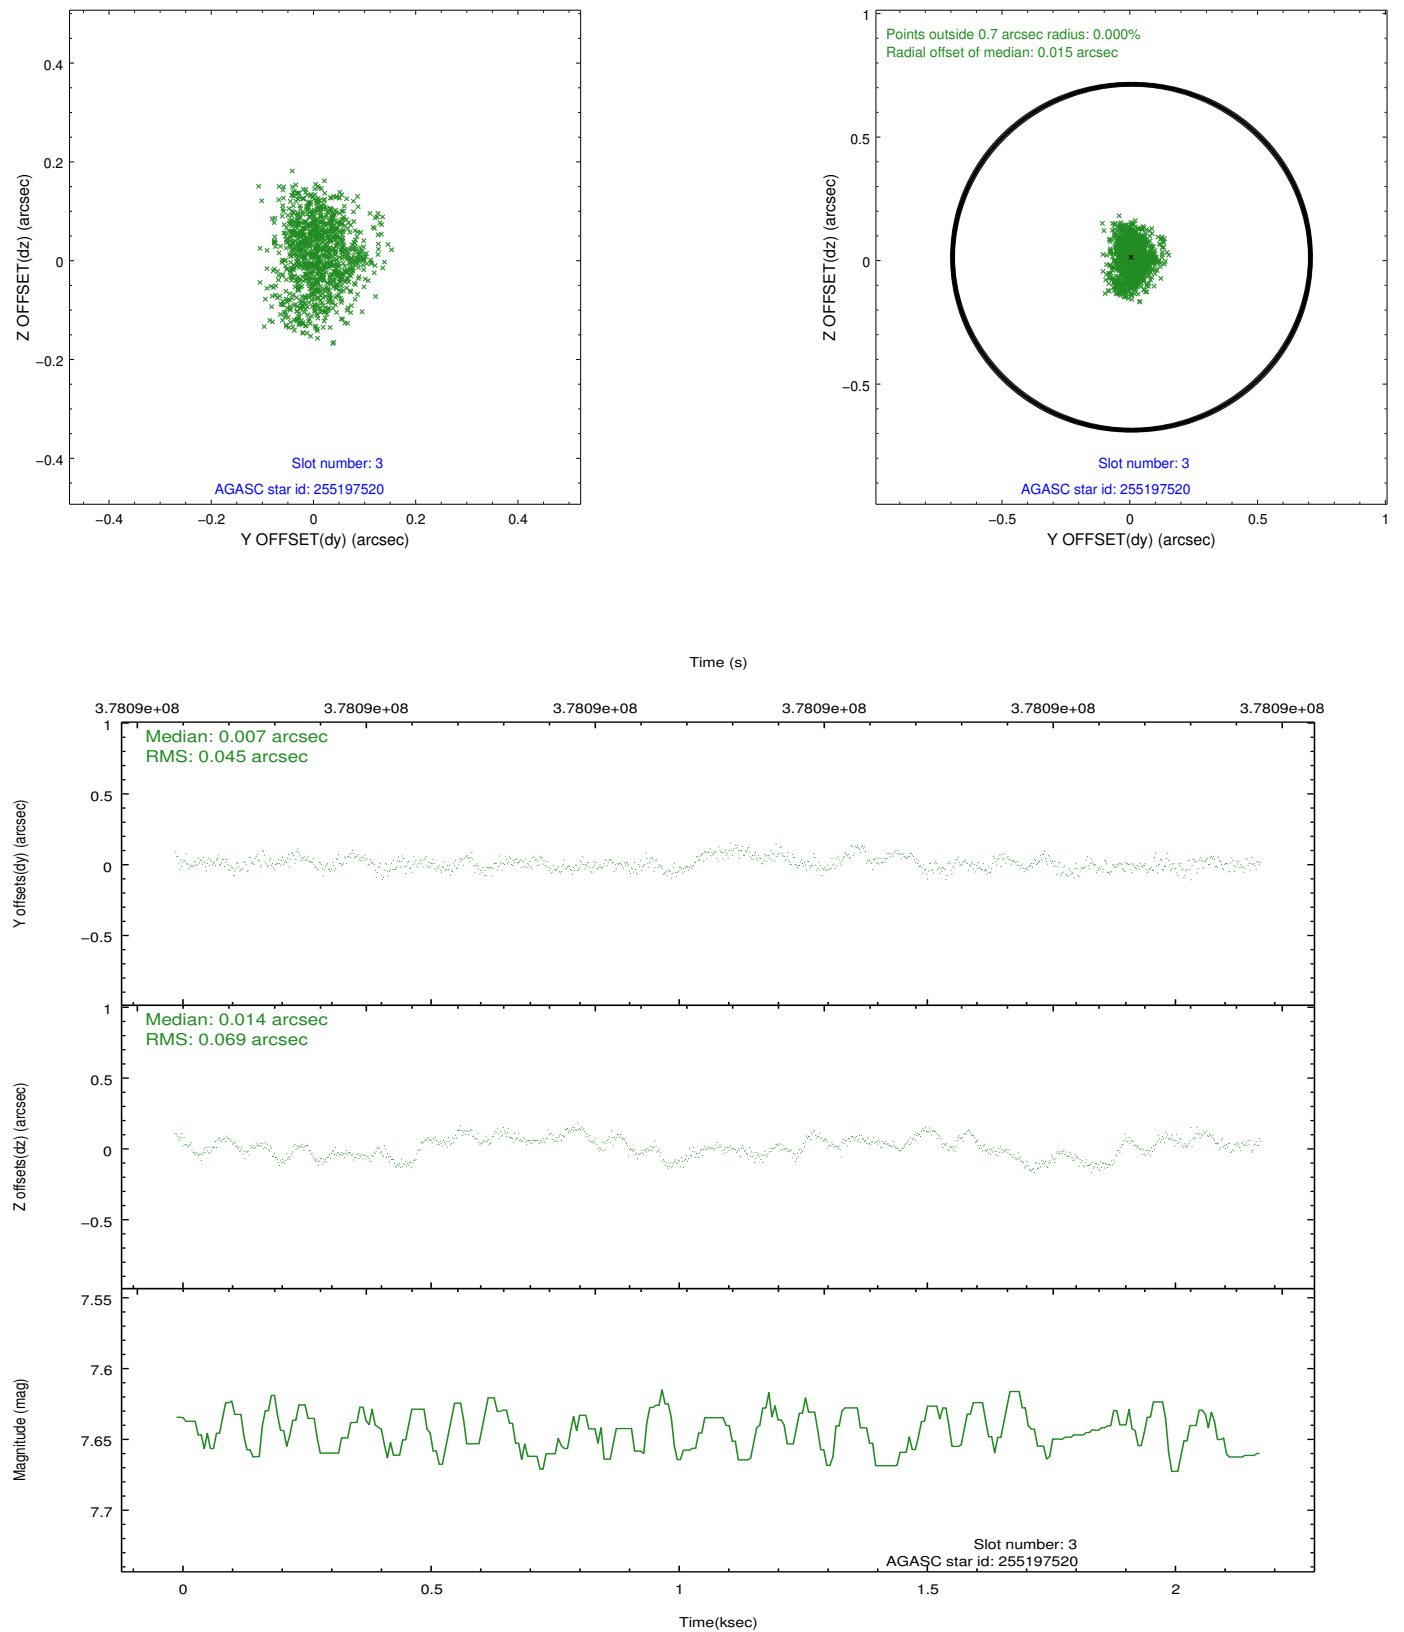 0.4
0.2
0
−0.2
−0.4
Z OFFSET(dz) (arcsec)
Slot number: 3
AGASC star id: 255197520
−0.4 −0.2 0 0.2 0.4
Y OFFSET(dy) (arcsec)
Points outside 0.7 arcsec radius: 0.000%
Radial offset of median: 0.015 arcsec
1
0.5
0
−0.5
Z OFFSET(dz) (arcsec)
Slot number: 3
AGASC star id: 255197520
−0.5 0 0.5 1
Y OFFSET(dy) (arcsec)
Time (s)
3.7809e+08 3.7809e+08 3.7809e+08 3.7809e+08 3.7809e+08 3.7809e+08
Median: 0.007 arcsec
RMS: 0.045 arcsec
1
0.5
0
−0.5
Y offsets(dy) (arcsec)
Median: 0.014 arcsec
RMS: 0.069 arcsec
1
0.5
0
−0.5
Z offsets(dz) (arcsec)
7.55
7.6
7.65
7.7
Magnitude (mag)
Slot number: 3
AGASC star id: 255197520
0 0.5 1 1.5 2
Time(ksec)